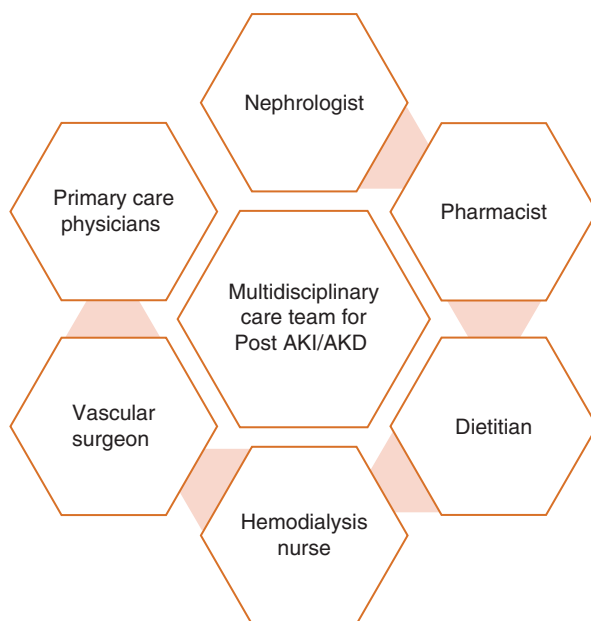 Nephrologist
Primary care
physicians
Pharmacist
Multidisciplinary
care team for
Post AKI/AKD
Vascular
surgeon
Dietitian
Hemodialysis
nurse